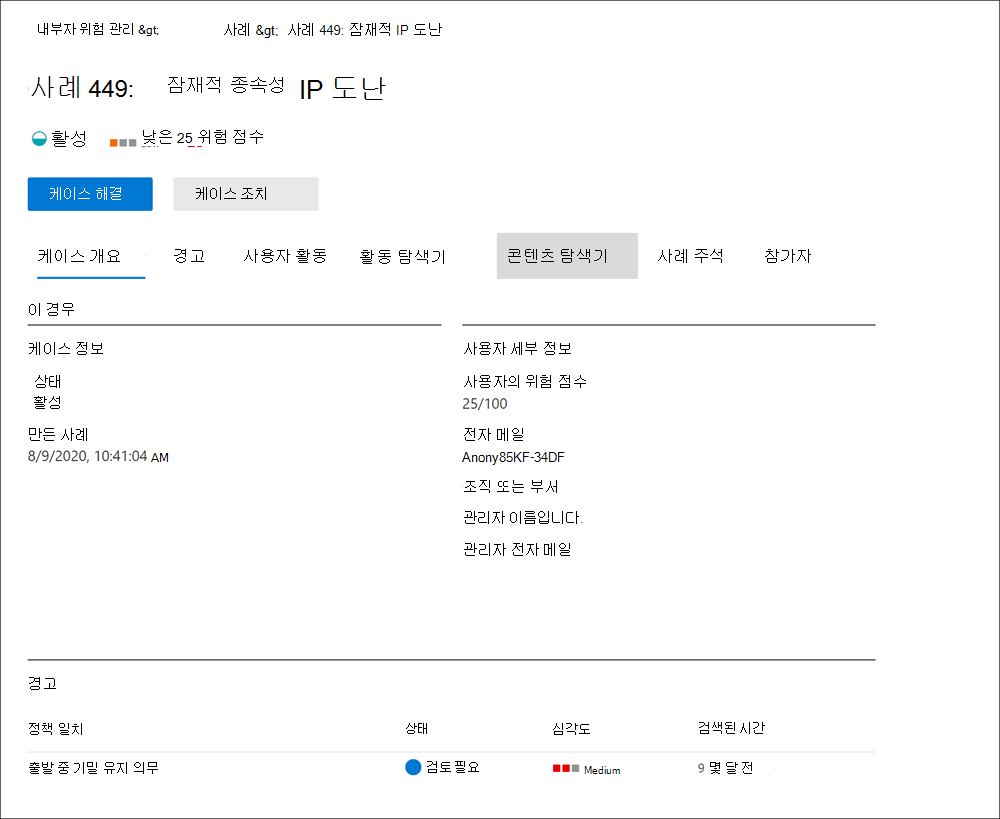 내부자 위험 관리 &gt; 사례 &gt; 사례 449: 잠재적 IP 도난
사례 449: 잠재적 종속성 IP 도난
활성 낮은 25 위험 점수
케이스 해결 케이스 조치
케이스 개요 경고 사용자 활동 활동 탐색기 콘텐츠 탐색기 사례 주석 참가자
이 경우
케이스 정보
상태
활성
만든 사례
8/9/2020, 10:41:04 AM
사용자 세부 정보
사용자의 위험 점수
25/100
전자 메일
Anony85KF-34DF
조직 또는 부서
관리자 이름입니다.
관리자 전자 메일
경고
정책 일치 상태 심각도 검색된 시간
출발 중 기밀 유지 의무 검토 필요 Medium 9 몇 달 전